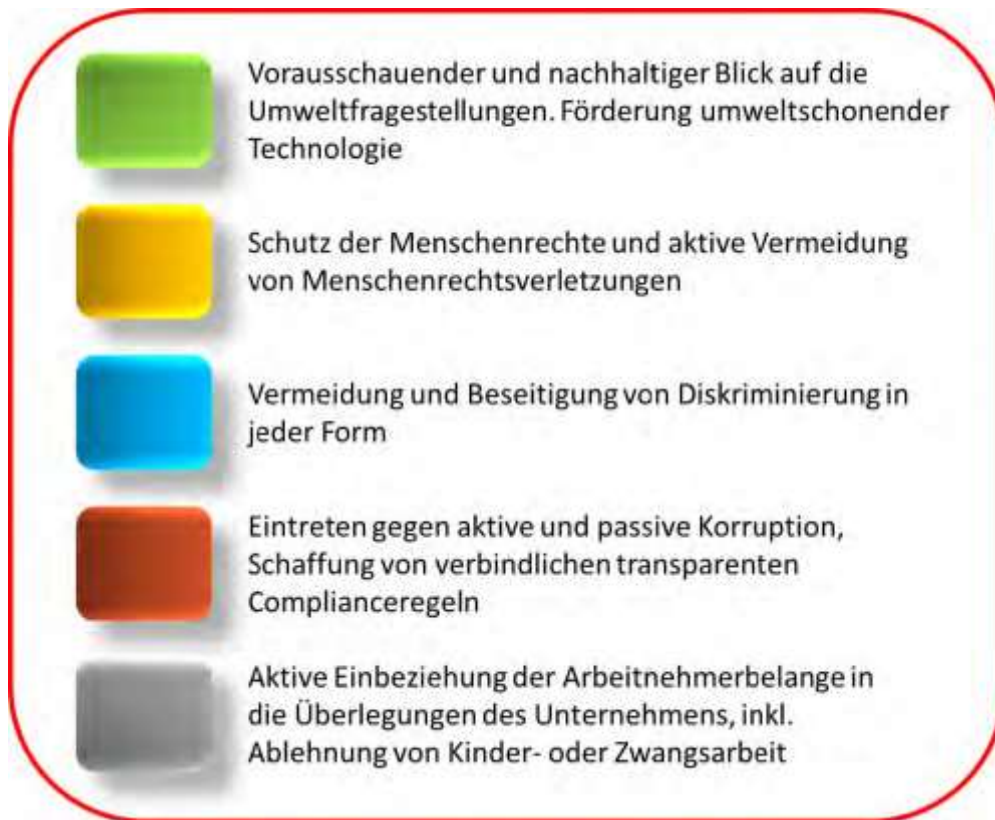 Vorausschauender und nachhaltiger Blick auf die
Umweltfragestellungen. Förderung umweltschonender
Technologie
Schutz der Menschenrechte und aktive Vermeidung
von Menschenrechtsverletzungen
Vermeidung und Beseitigung von Diskriminierung in
jeder Form
Eintreten gegen aktive und passive Korruption,
Schaffung von verbindlichen transparenten
Complianceregeln
Aktive Einbeziehung der Arbeitnehmerbelange in
die Überlegungen des Unternehmens, inkl.
Ablehnung von Kinder- oder Zwangsarbeit